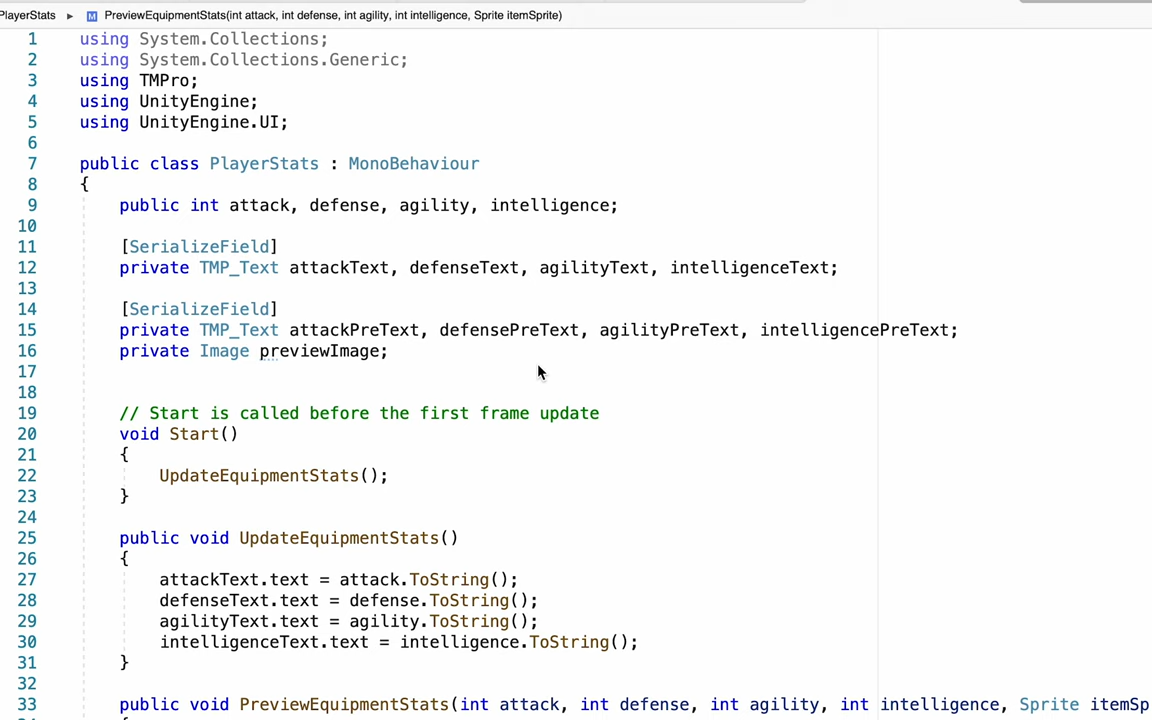 PlayerStats ▸ M PreviewEquipmentStats(int attack, int defense, int agility, int intelligence, Sprite itemSprite)
1 using System.Collections;
2 using System.Collections.Generic;
3 using TMPro;
4 using UnityEngine;
5 using UnityEngine.UI;
6
7 public class PlayerStats : MonoBehaviour
8 {
9 public int attack, defense, agility, intelligence;
10
11 [SerializeField]
12 private TMP_Text attackText, defenseText, agilityText, intelligenceText;
13
14 [SerializeField]
15 private TMP_Text attackPreText, defensePreText, agilityPreText, intelligencePreText;
16 private Image previewImage;
17
18
19 // Start is called before the first frame update
20 void Start()
21 {
22 UpdateEquipmentStats();
23 }
24
25 public void UpdateEquipmentStats()
26 {
27 attackText.text = attack.ToString();
28 defenseText.text = defense.ToString();
29 agilityText.text = agility.ToString();
30 intelligenceText.text = intelligence.ToString();
31 }
32
33 public void PreviewEquipmentStats(int attack, int defense, int agility, int intelligence, Sprite itemSp